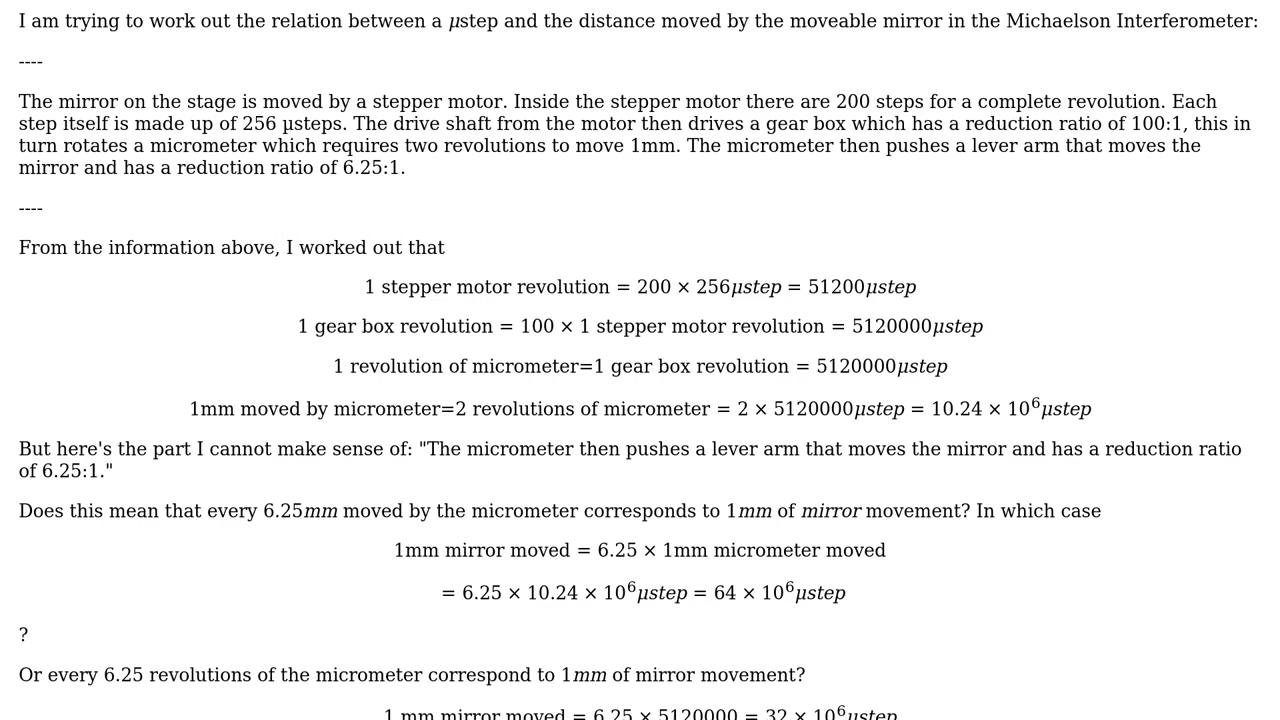 I am trying to work out the relation between a μstep and the distance moved by the moveable mirror in the Michaelson Interferometer:
----
The mirror on the stage is moved by a stepper motor. Inside the stepper motor there are 200 steps for a complete revolution. Each
step itself is made up of 256 µsteps. The drive shaft from the motor then drives a gear box which has a reduction ratio of 100:1, this in
turn rotates a micrometer which requires two revolutions to move 1mm. The micrometer then pushes a lever arm that moves the
mirror and has a reduction ratio of 6.25:1.
----
From the information above, I worked out that
1 stepper motor revolution = 200 × 256μstep = 51200μstep
1 gear box revolution = 100 × 1 stepper motor revolution = 5120000μstep
1 revolution of micrometer=1 gear box revolution = 5120000μstep
1mm moved by micrometer=2 revolutions of micrometer = 2 × 5120000μstep = 10.24 × 10⁶μstep
But here's the part I cannot make sense of: "The micrometer then pushes a lever arm that moves the mirror and has a reduction ratio
of 6.25:1."
Does this mean that every 6.25mm moved by the micrometer corresponds to 1mm of mirror movement? In which case
1mm mirror moved = 6.25 × 1mm micrometer moved
= 6.25 × 10.24 × 10⁶μstep = 64 × 10⁶μstep
?
Or every 6.25 revolutions of the micrometer correspond to 1mm of mirror movement?
1 mm mirror moved = 6.25 × 5120000 = 32 × 10⁶μstep